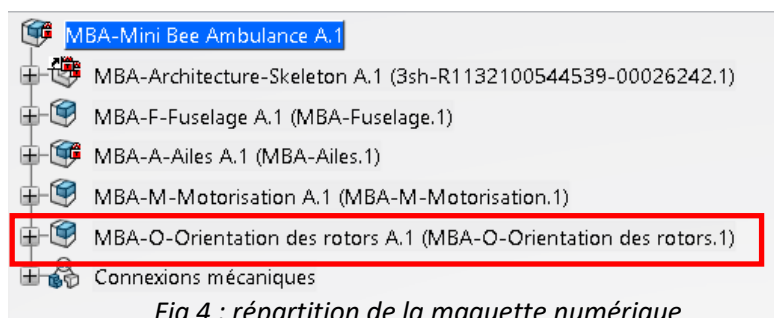 MBA-Mini Bee Ambulance A.1
MBA-Architecture-Skeleton A.1 (3sh-R1132100544539-00026242.1)
MBA-F-Fuselage A.1 (MBA-Fuselage.1)
MBA-A-Ailes A.1 (MBA-Ailes.1)
MBA-M-Motorisation A.1 (MBA-M-Motorisation.1)
MBA-O-Orientation des rotors A.1 (MBA-O-Orientation des rotors.1)
Connexions mécaniques
Fig 4 : répartition de la maquette numérique